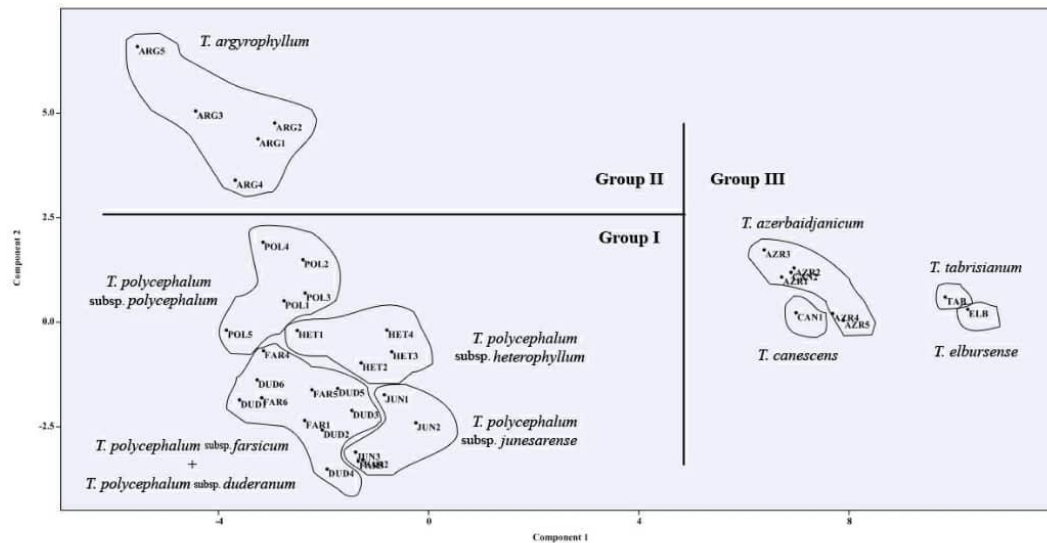 T. argyrophyllum
ARG5
ARG3
ARG2
ARG1
ARG4
5.0
Group II
Group III
2.5
Group I
Component 2
T. azerbaidjanicum
AZR3
AZR2
AZR1
T. tabrisianum
TAB
ELB
T. elbursense
CAN1
AZR4
AZR5
T. canescens
POL4
POL2
POL3
POL1
POL5
T. polycephalum
subsp. polycephalum
0.0
HET1
HET4
HET3
HET2
T. polycephalum
subsp. heterophyllum
FAR4
DUD6
DUD1
FAR6
FAR5
DUD5
DUD3
FAR1
DUD2
DUD4
JUN1
JUN2
JUN3
T. polycephalum
subsp. junesarense
-2.5
T. polycephalum subsp. farsicum
+
T. polycephalum subsp. duderanum
-4
0
4
8
Component 1